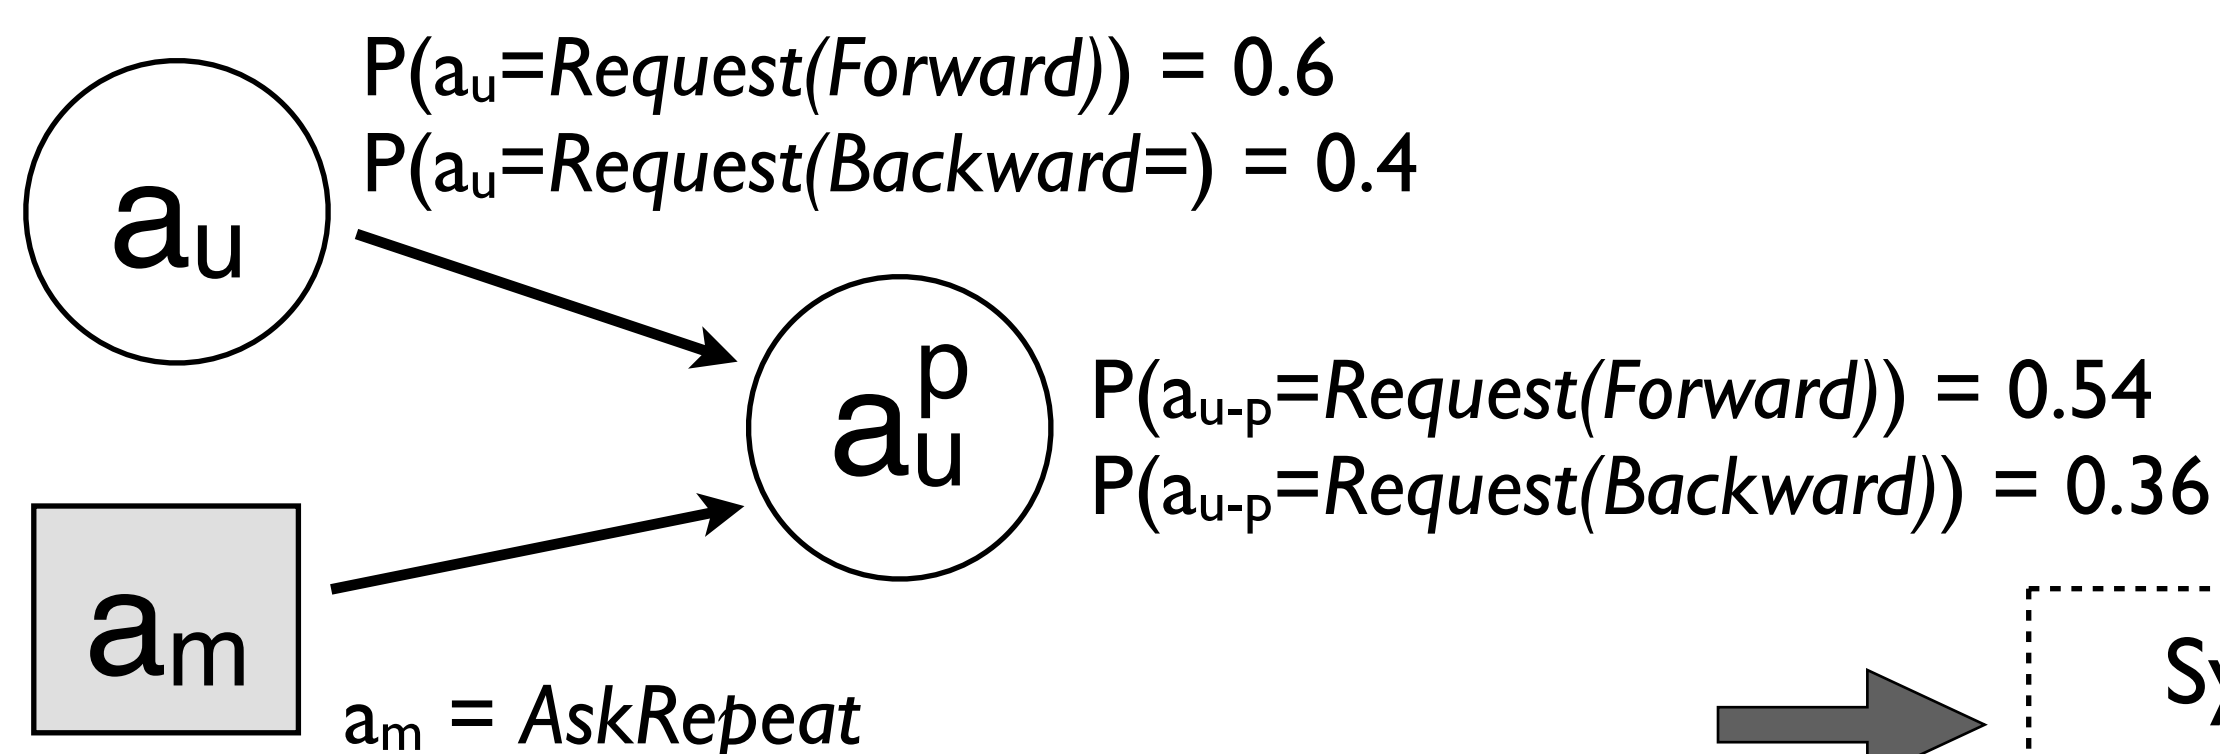 P(au=Request(Forward)) = 0.6
P(au=Request(Backward=) = 0.4
au
aup
P(au-p=Request(Forward)) = 0.54
P(au-p=Request(Backward)) = 0.36
am
am = AskRepeat